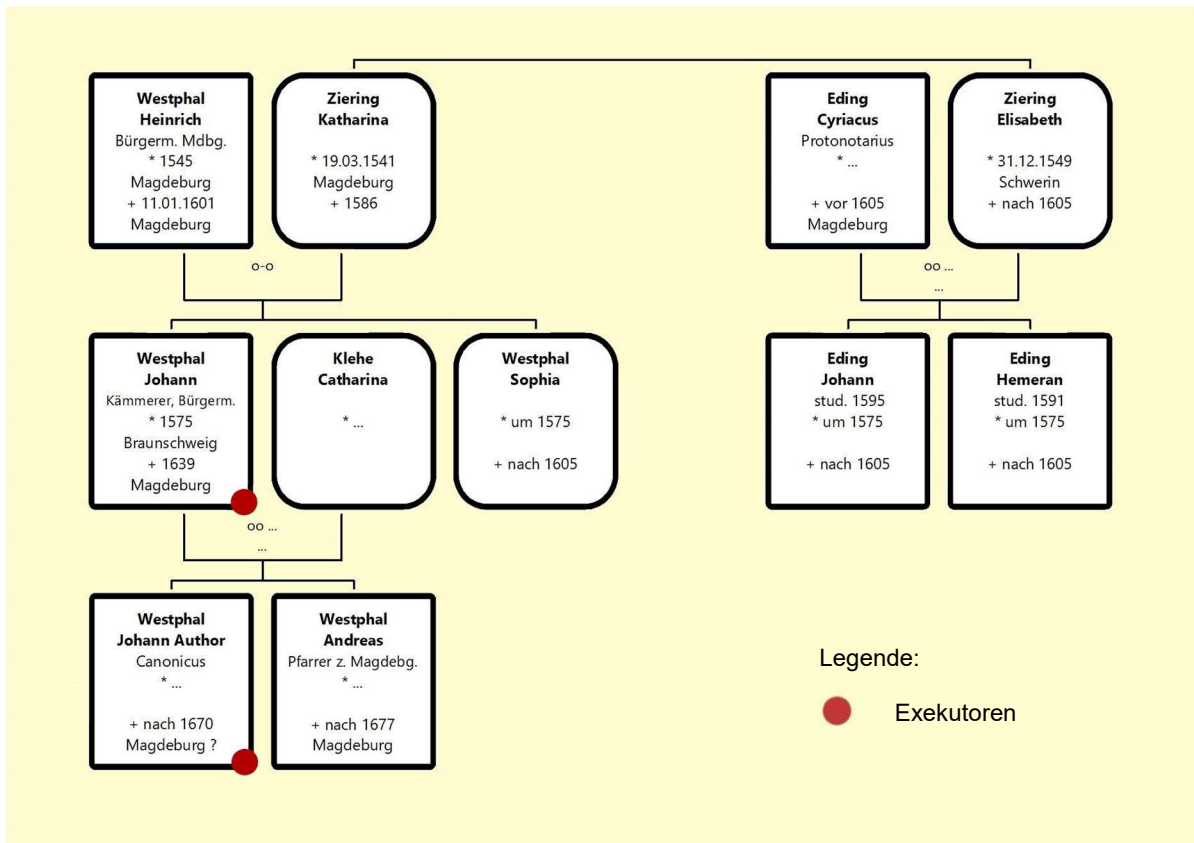 Westphal
Heinrich
Bürgerm. Mdbg.
* 1545
Magdeburg
+ 11.01.1601
Magdeburg
Ziering
Katharina
* 19.03.1541
Magdeburg
+ 1586
Eding
Cyriacus
Protonotarius
* ...
+ vor 1605
Magdeburg
Ziering
Elisabeth
* 31.12.1549
Schwerin
+ nach 1605
o-o
oo ...
...
Westphal
Johann
Kämmerer, Bürgerm.
* 1575
Braunschweig
+ 1639
Magdeburg
Klehe
Catharina
* ...
Westphal
Sophia
* um 1575
+ nach 1605
Eding
Johann
stud. 1595
* um 1575
+ nach 1605
Eding
Hemeran
stud. 1591
* um 1575
+ nach 1605
oo ...
...
Westphal
Johann Author
Canonicus
* ...
+ nach 1670
Magdeburg ?
Westphal
Andreas
Pfarrer z. Magdebg.
* ...
+ nach 1677
Magdeburg
Legende:
Exekutoren